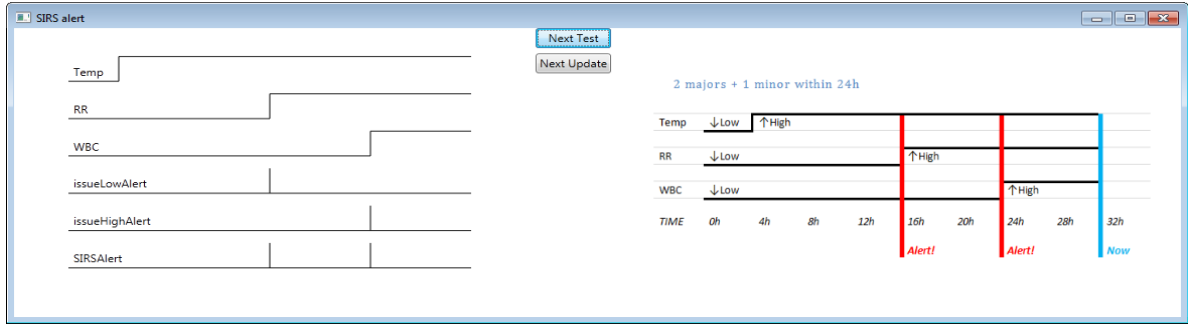 SIRS alert
Next Test
Next Update
Temp
RR
WBC
issueLowAlert
issueHighAlert
SIRSAlert
2 majors + 1 minor within 24h
Temp ↓Low ↑High
RR ↓Low ↑High
WBC ↓Low ↑High
TIME 0h 4h 8h 12h 16h 20h 24h 28h 32h
Alert! Alert! Now